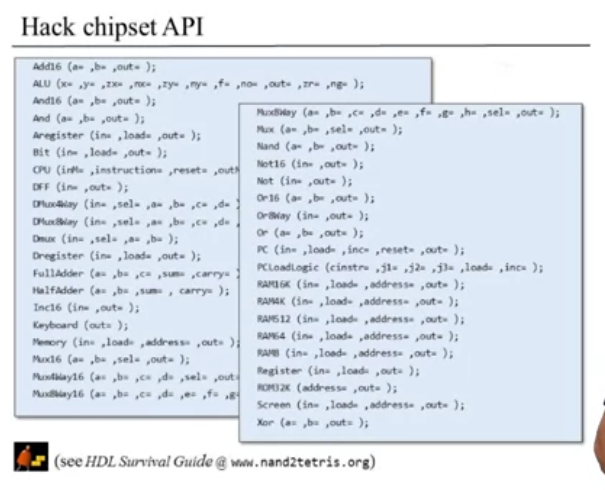 Hack chipset API
Add16 (a= ,b= ,out= );
ALU (x= ,y= ,zx= ,nx= ,zy= ,ny= ,f= ,no= ,out= ,zr= ,ng= );
And16 (a= ,b= ,out= );
And (a= ,b= ,out= );
Aregister (in= ,load= ,out= );
Bit (in= ,load= ,out= );
CPU (inM= ,instruction= ,reset= ,outM
DFF (in= ,out= );
DMux4Way (in= ,sel= ,a= ,b= ,c= ,d=
DMux8Way (in= ,sel= ,a= ,b= ,c= ,d= ,
Dmux (in= ,sel= ,a= ,b= );
Dregister (in= ,load= ,out= );
FullAdder (a= ,b= ,c= ,sum= ,carry=
HalfAdder (a= ,b= ,sum= , carry= );
Inc16 (in= ,out= );
Keyboard (out= );
Memory (in= ,load= ,address= ,out= );
Mux16 (a= ,b= ,sel= ,out= );
Mux4Way16 (a= ,b= ,c= ,d= ,sel= ,out=
Mux8Way16 (a= ,b= ,c= ,d= ,e= ,f= ,g=
Mux8Way (a= ,b= ,c= ,d= ,e= ,f= ,g= ,h= ,sel= ,out= );
Mux (a= ,b= ,sel= ,out= );
Nand (a= ,b= ,out= );
Not16 (in= ,out= );
Not (in= ,out= );
Or16 (a= ,b= ,out= );
Or8Way (in= ,out= );
Or (a= ,b= ,out= );
PC (in= ,load= ,inc= ,reset= ,out= );
PCLoadLogic (cinstr= ,j1= ,j2= ,j3= ,load= ,inc= );
RAM16K (in= ,load= ,address= ,out= );
RAM4K (in= ,load= ,address= ,out= );
RAM512 (in= ,load= ,address= ,out= );
RAM64 (in= ,load= ,address= ,out= );
RAM8 (in= ,load= ,address= ,out= );
Register (in= ,load= ,out= );
ROM32K (address= ,out= );
Screen (in= ,load= ,address= ,out= );
Xor (a= ,b= ,out= );
(see HDL Survival Guide @ www.nand2tetris.org)